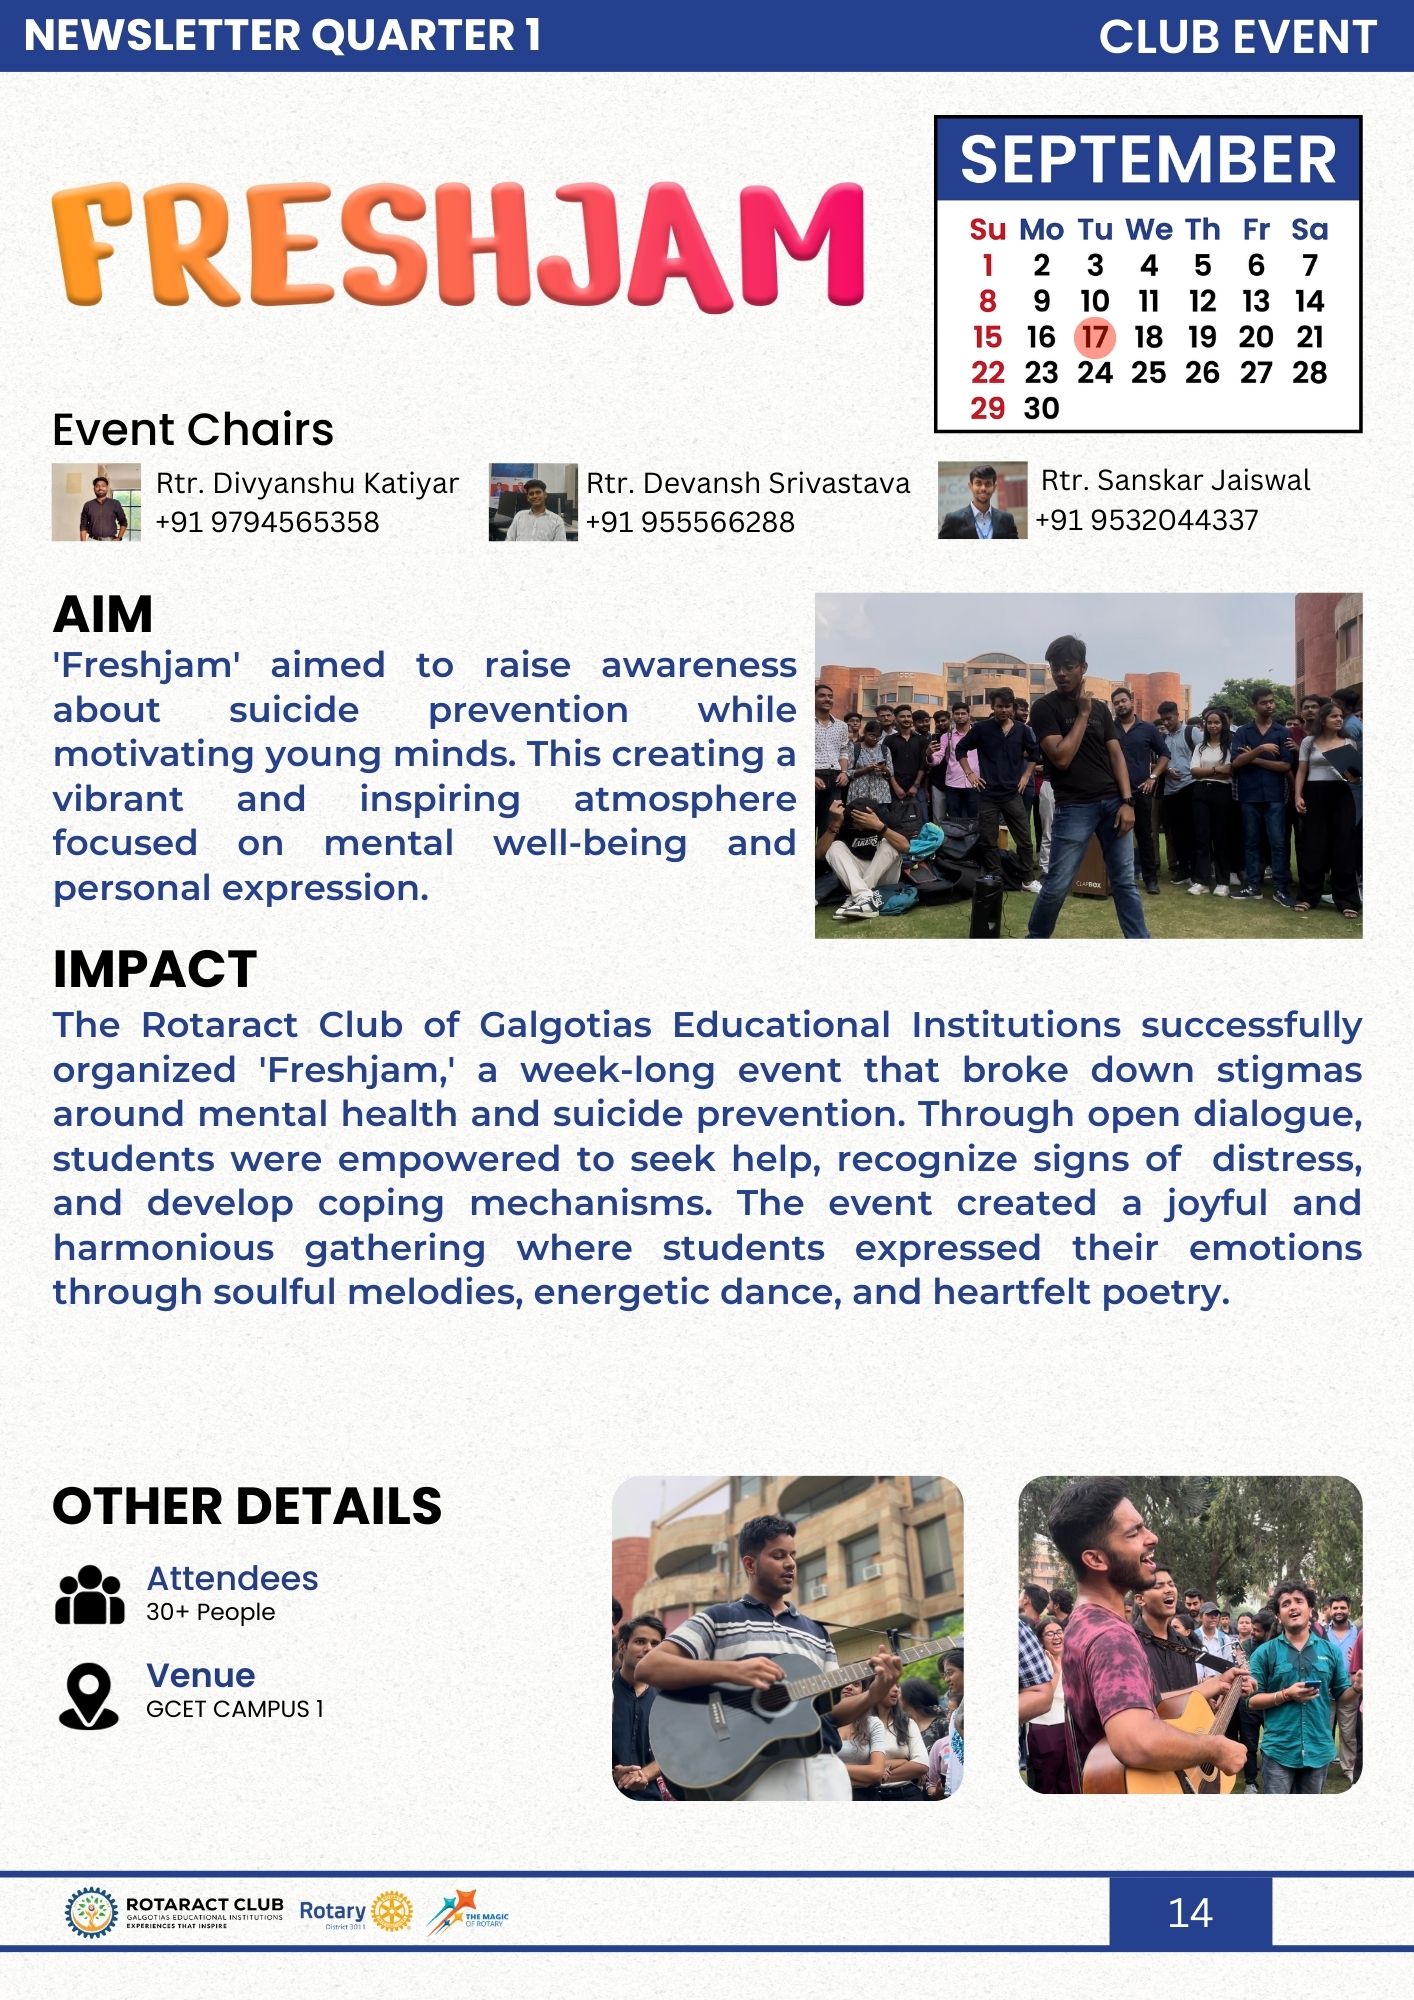 NEWSLETTER QUARTER 1
CLUB EVENT
FRESHJAM
SEPTEMBER
Su Mo Tu We Th Fr Sa
1 2 3 4 5 6 7
8 9 10 11 12 13 14
15 16 17 18 19 20 21
22 23 24 25 26 27 28
29 30
Event Chairs
Rtr. Divyanshu Katiyar
+91 9794565358
Rtr. Devansh Srivastava
+91 955566288
Rtr. Sanskar Jaiswal
+91 9532044337
AIM
'Freshjam' aimed to raise awareness
about suicide prevention while
motivating young minds. This creating a
vibrant and inspiring atmosphere
focused on mental well-being and
personal expression.
CLAPBOX
IMPACT
The Rotaract Club of Galgotias Educational Institutions successfully
organized 'Freshjam,' a week-long event that broke down stigmas
around mental health and suicide prevention. Through open dialogue,
students were empowered to seek help, recognize signs of distress,
and develop coping mechanisms. The event created a joyful and
harmonious gathering where students expressed their emotions
through soulful melodies, energetic dance, and heartfelt poetry.
OTHER DETAILS
Attendees
30+ People
Venue
GCET CAMPUS 1
ROTARACT CLUB
GALGOTIAS EDUCATIONAL INSTITUTIONS
EXPERIENCES THAT INSPIRE
Rotary
District 3011
THE MAGIC
OF ROTARY
14